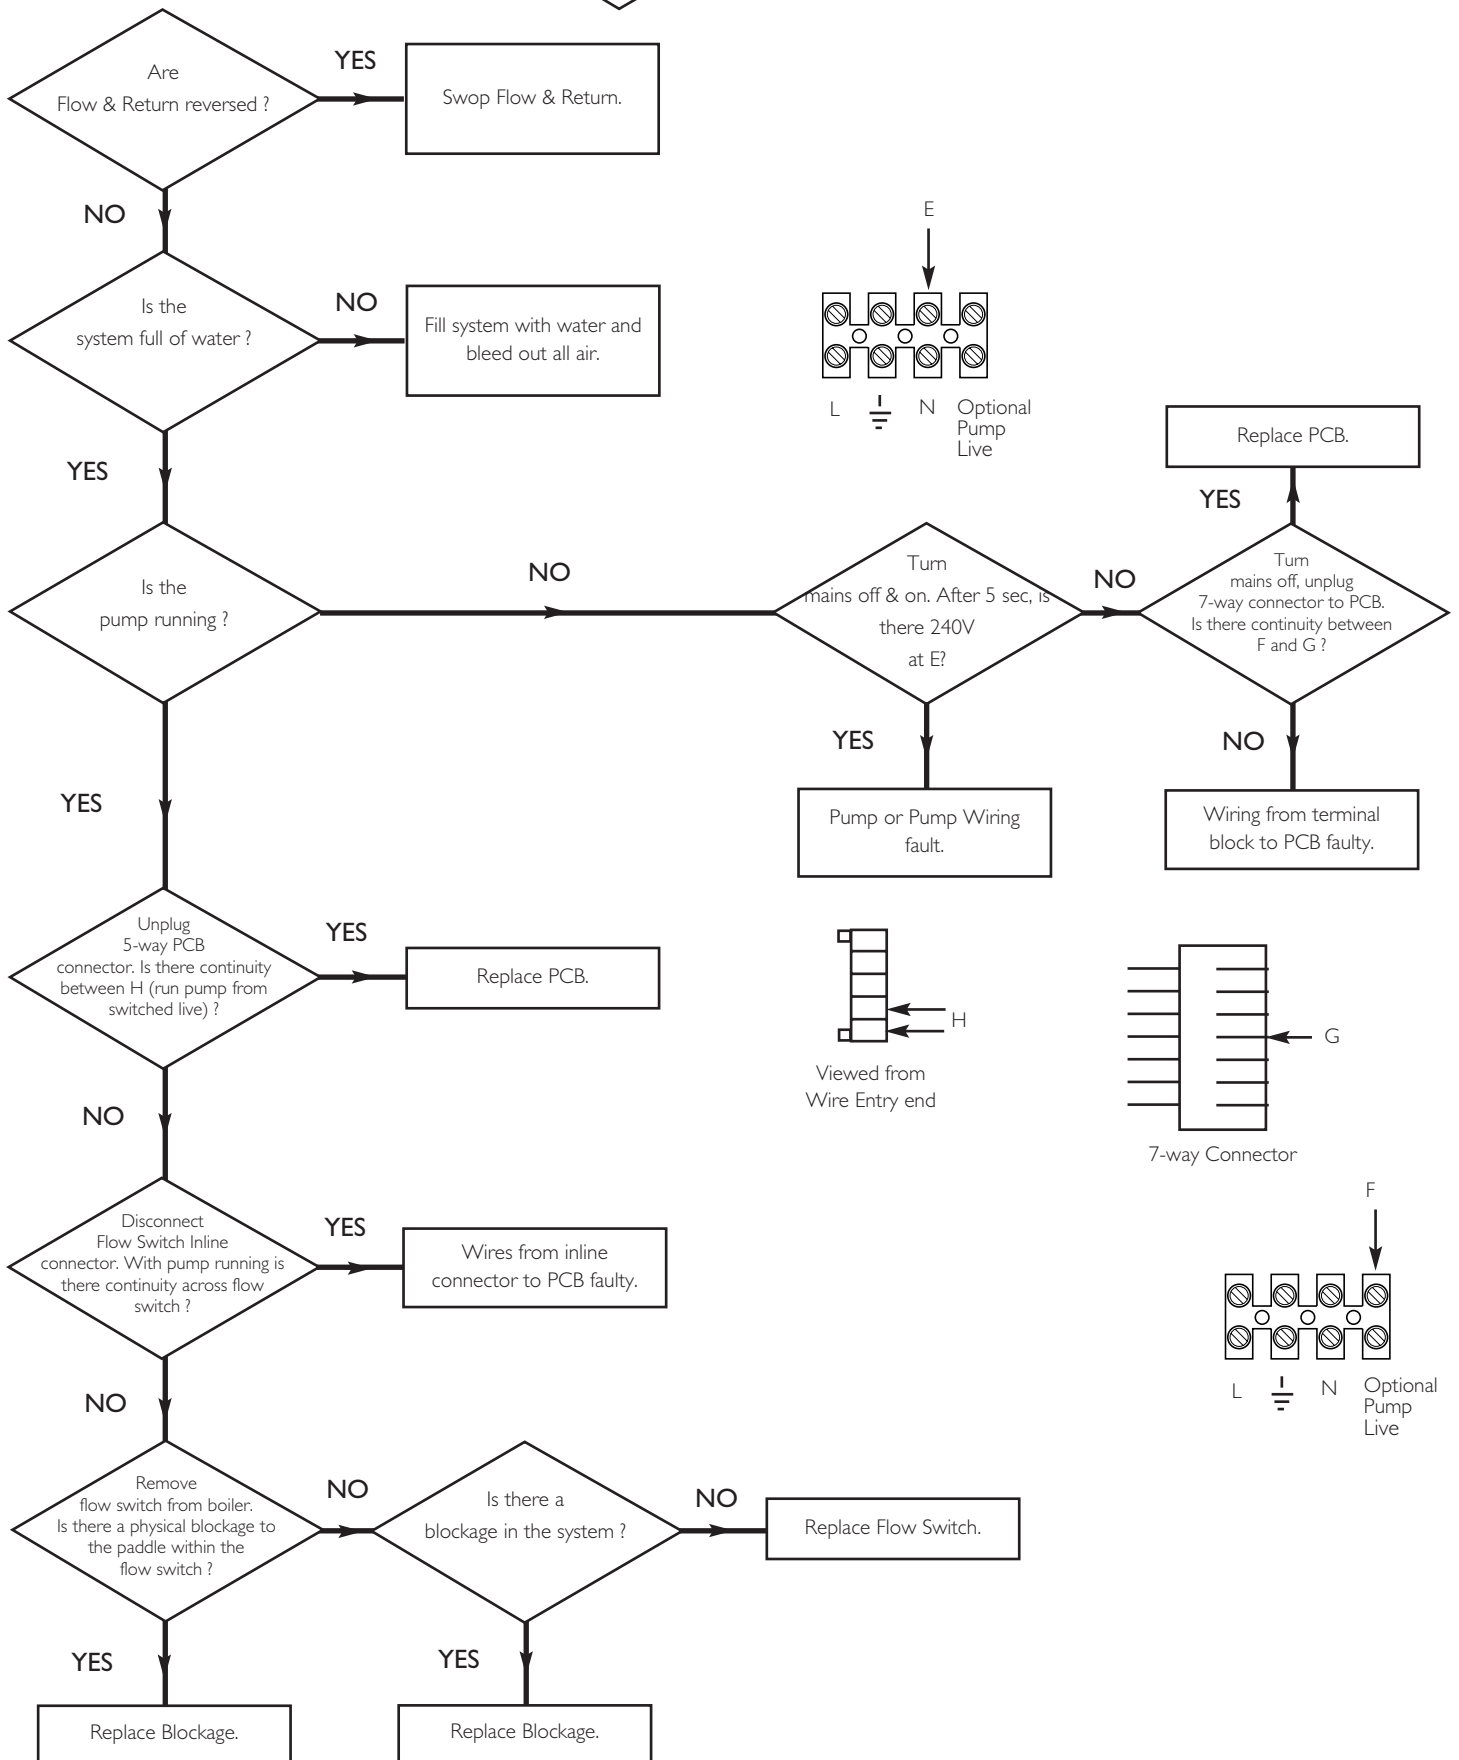 Are
Flow & Return reversed ?
YES
Swop Flow & Return.
NO
Is the
system full of water ?
NO
Fill system with water and
bleed out all air.
YES
Is the
pump running ?
NO
E
L
N
Optional
Pump
Live
Turn
mains off & on. After 5 sec, is
there 240V
at E?
NO
YES
Pump or Pump Wiring
fault.
Turn
mains off, unplug
7-way connector to PCB.
Is there continuity between
F and G ?
YES
Replace PCB.
NO
Wiring from terminal
block to PCB faulty.
YES
Unplug
5-way PCB
connector. Is there continuity
between H (run pump from
switched live) ?
YES
Replace PCB.
H
Viewed from
Wire Entry end
G
7-way Connector
F
L
N
Optional
Pump
Live
NO
Disconnect
Flow Switch Inline
connector. With pump running is
there continuity across flow
switch ?
YES
Wires from inline
connector to PCB faulty.
NO
Remove
flow switch from boiler.
Is there a physical blockage to
the paddle within the
flow switch ?
NO
Is there a
blockage in the system ?
NO
Replace Flow Switch.
YES
Replace Blockage.
YES
Replace Blockage.